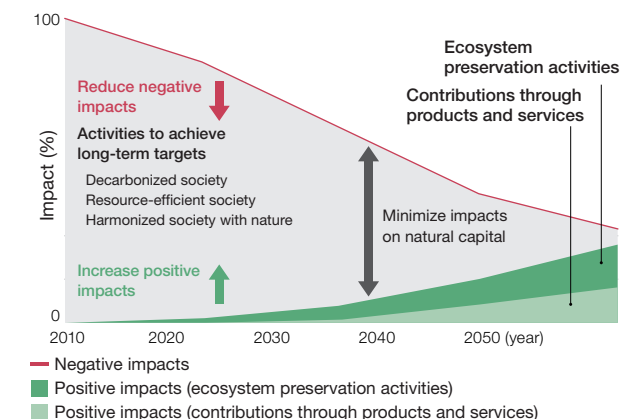 100
Ecosystem
preservation activities
Contributions through
products and services
Reduce negative
impacts
Activities to achieve
long-term targets
Decarbonized society
Resource-efficient society
Harmonized society with nature
Impact (%)
Minimize impacts
on natural capital
Increase positive
impacts
0
2010 2020 2030 2040 2050 (year)
Negative impacts
Positive impacts (ecosystem preservation activities)
Positive impacts (contributions through products and services)